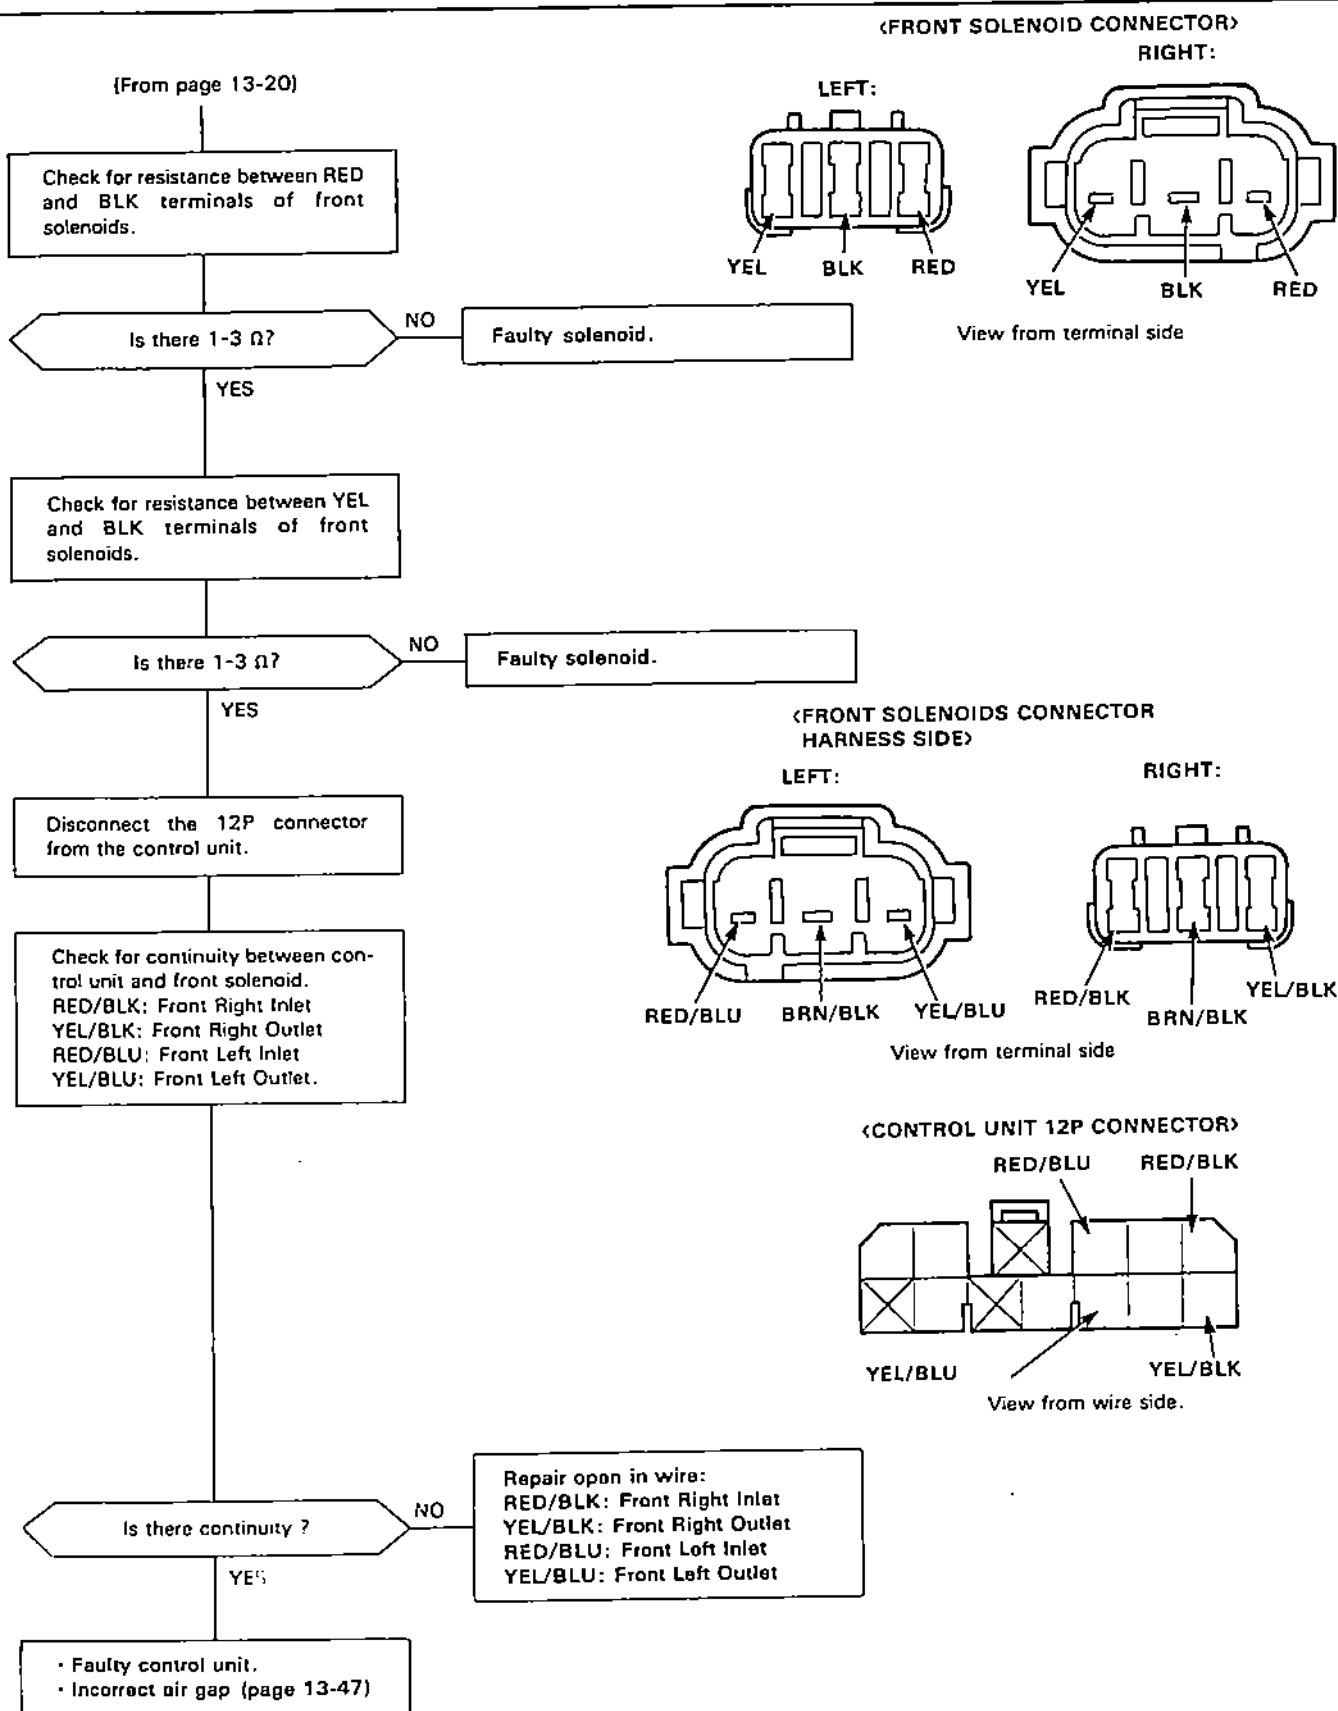 (From page 13-20)
Check for resistance between RED
and BLK terminals of front
solenoids.
Is there 1-3 Ω?
NO
Faulty solenoid.
YES
Check for resistance between YEL
and BLK terminals of front
solenoids.
Is there 1-3 Ω?
NO
Faulty solenoid.
YES
Disconnect the 12P connector
from the control unit.
Check for continuity between con-
trol unit and front solenoid.
RED/BLK: Front Right Inlet
YEL/BLK: Front Right Outlet
RED/BLU: Front Left Inlet
YEL/BLU: Front Left Outlet.
Is there continuity ?
NO
Repair open in wire:
RED/BLK: Front Right Inlet
YEL/BLK: Front Right Outlet
RED/BLU: Front Left Inlet
YEL/BLU: Front Left Outlet
YES
· Faulty control unit.
· Incorrect air gap (page 13-47)
<FRONT SOLENOID CONNECTOR>
LEFT:
RIGHT:
YEL BLK RED
YEL BLK RED
View from terminal side
<FRONT SOLENOIDS CONNECTOR
HARNESS SIDE>
LEFT:
RIGHT:
RED/BLU BRN/BLK YEL/BLU
RED/BLK BRN/BLK YEL/BLK
View from terminal side
<CONTROL UNIT 12P CONNECTOR>
RED/BLU RED/BLK
YEL/BLU YEL/BLK
View from wire side.